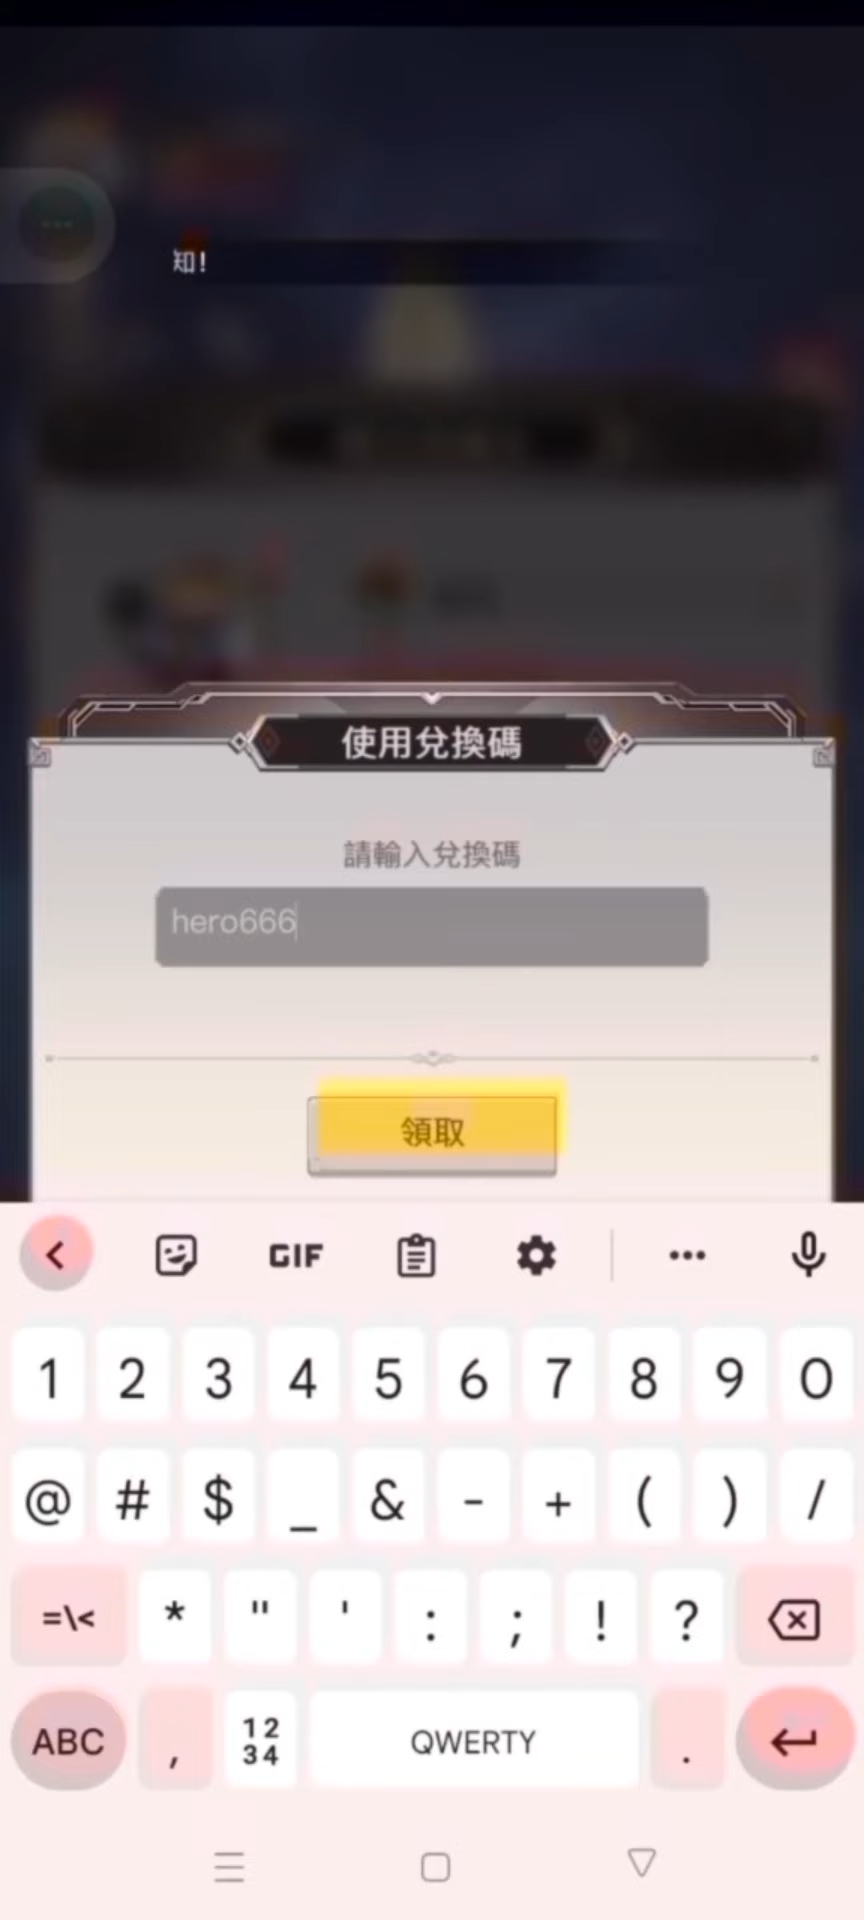 知!
使用兌換碼
請輸入兌換碼
hero666
領取
GIF
1 2 3 4 5 6 7 8 9 0
@ # $ _ & - + ( ) /
=\< * " ' : ; ! ?
ABC , 12 34 QWERTY .